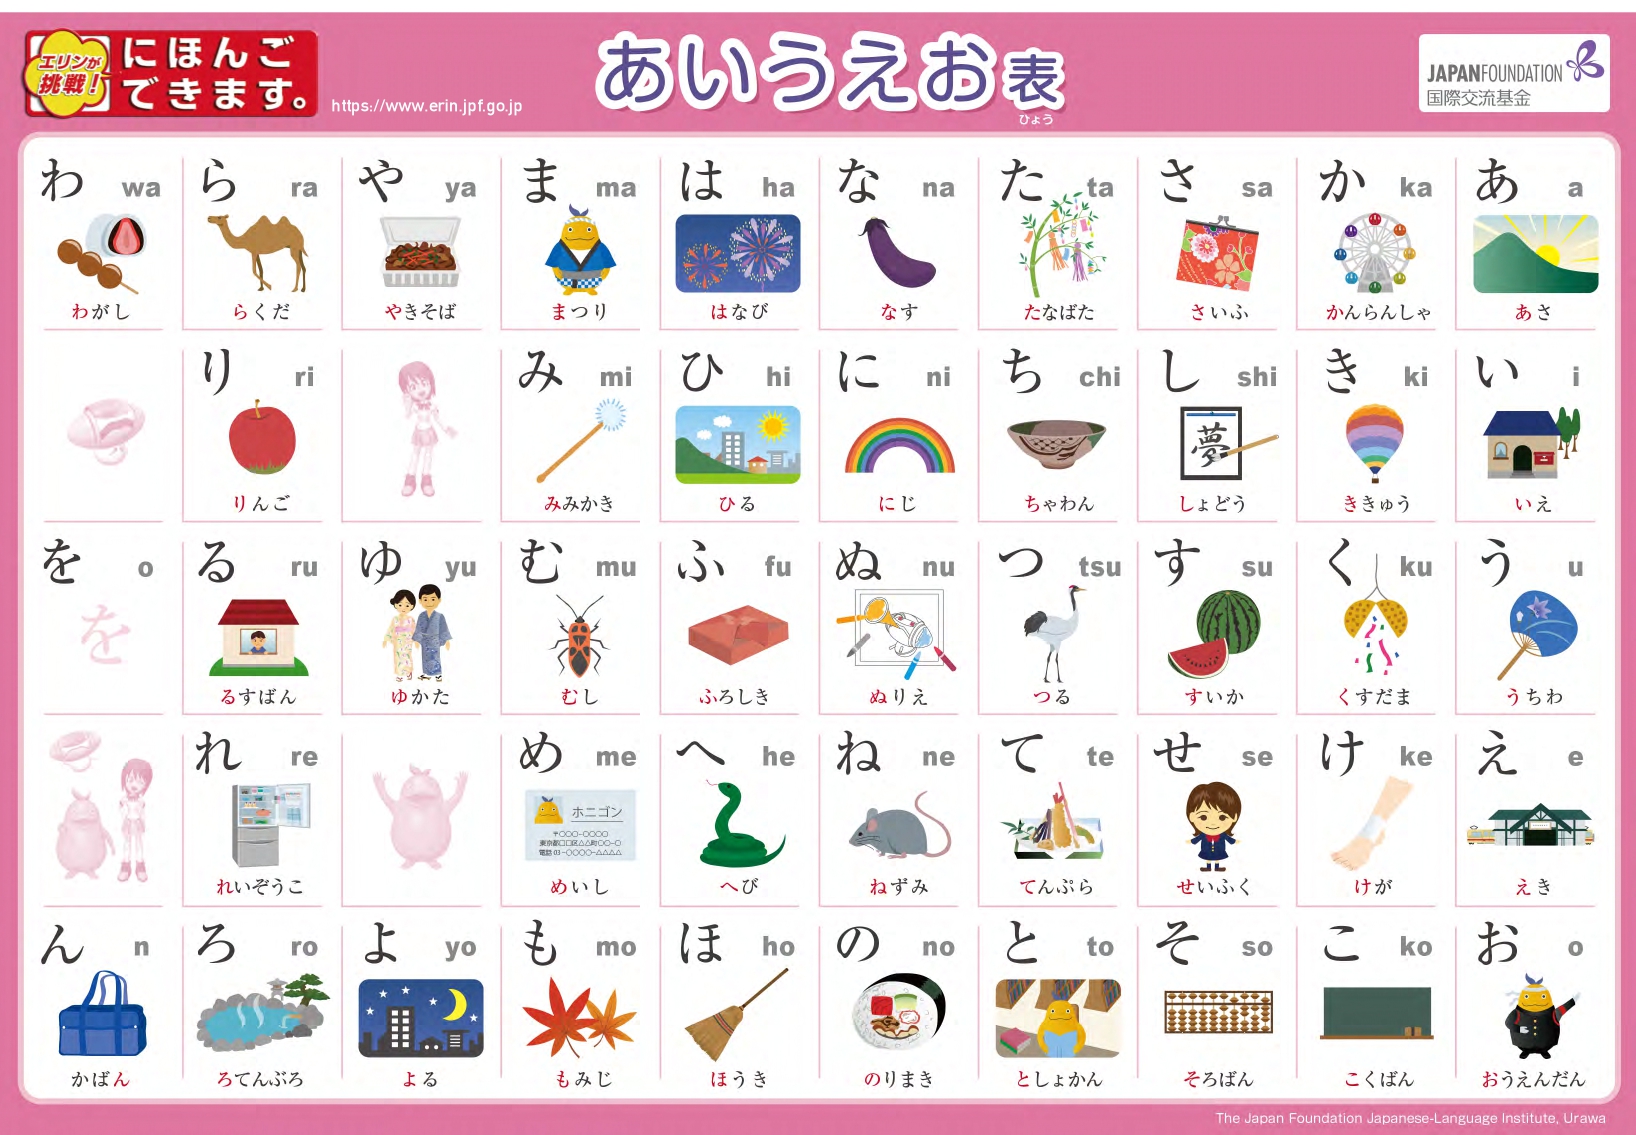 エリンが
挑戦!
にほんご
できます。
https://www.erin.jpf.go.jp
あいうえお表
ひょう
JAPANFOUNDATION
国際交流基金
わ wa ら ra や ya ま ma は ha な na た ta さ sa か ka あ a
わがし らくだ やきそば まつり はなび なす たなばた さいふ かんらんしゃ あさ
り ri み mi ひ hi に ni ち chi し shi き ki い i
夢
りんご みみかき ひる にじ ちゃわん しょどう ききゅう いえ
を o る ru ゆ yu む mu ふ fu ぬ nu つ tsu す su く ku う u
を
るすばん ゆかた むし ふろしき ぬりえ つる すいか くすだま うちわ
れ re め me へ he ね ne て te せ se け ke え e
ホニゴン
〒○○○-○○○○
東京都□□区△△町○○-○
電話 03-○○○○-△△△△
れいぞうこ めいし へび ねずみ てんぷら せいふく けが えき
ん n ろ ro よ yo も mo ほ ho の no と to そ so こ ko お o
かばん ろてんぶろ よる もみじ ほうき のりまき としょかん そろばん こくばん おうえんだん
The Japan Foundation Japanese-Language Institute, Urawa